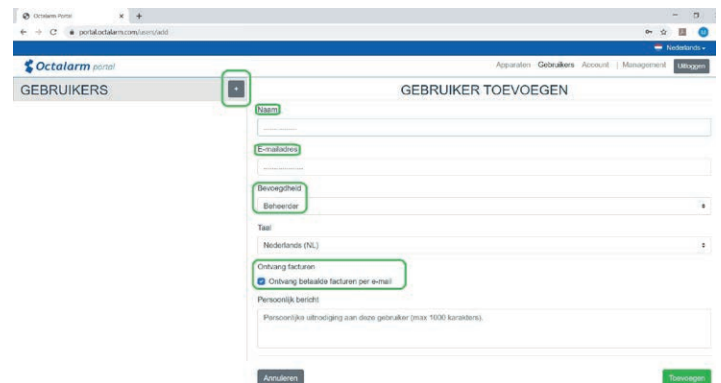 Octalarm Portal
portal.octalarm.com/users/add
Nederlands
Octalarm portal
Apparaten Gebruikers Account | Management Uitloggen
GEBRUIKERS
+
GEBRUIKER TOEVOEGEN
Naam
E-mailadres
Bevoegdheid
Beheerder
Taal
Nederlands (NL)
Ontvang facturen
Ontvang betaalde facturen per e-mail
Persoonlijk bericht
Persoonlijke uitnodiging aan deze gebruiker (max 1000 karakters).
Annuleren
Toevoegen